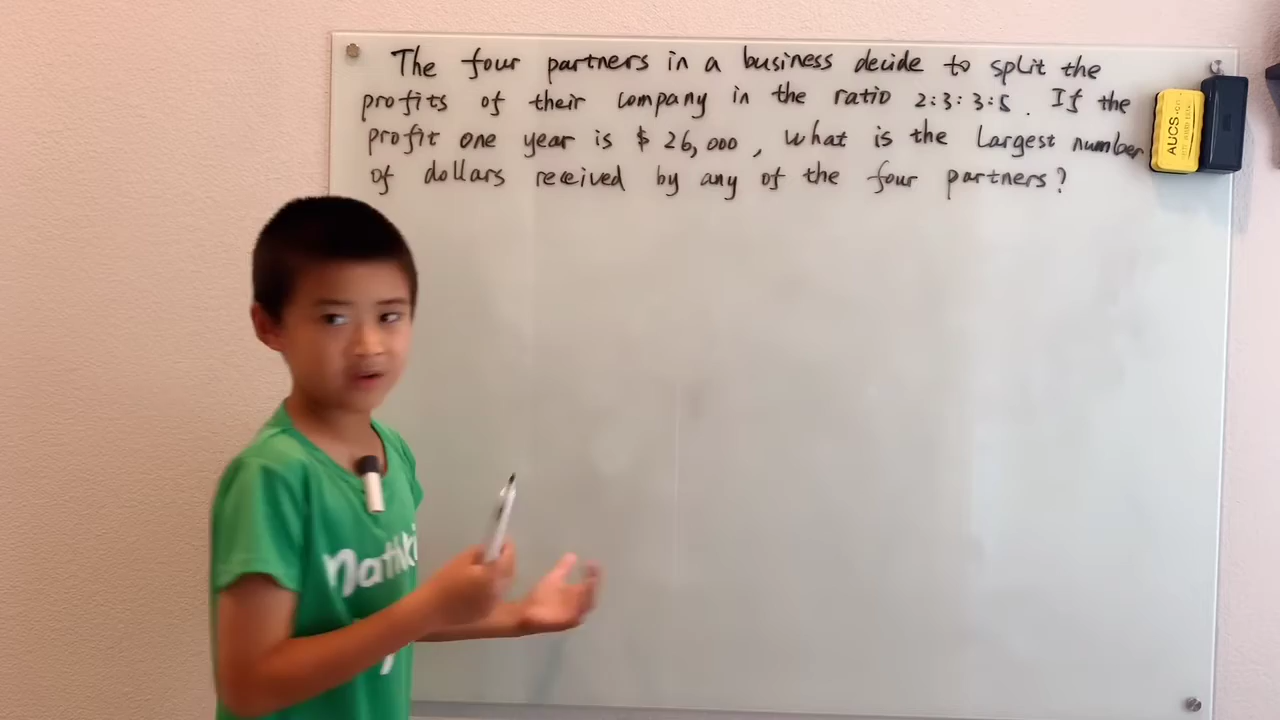 The four partners in a business decide to split the
profits of their company in the ratio 2:3:3:5. If the
profit one year is $ 26,000, what is the largest number
of dollars received by any of the four partners?
AUCS.cn